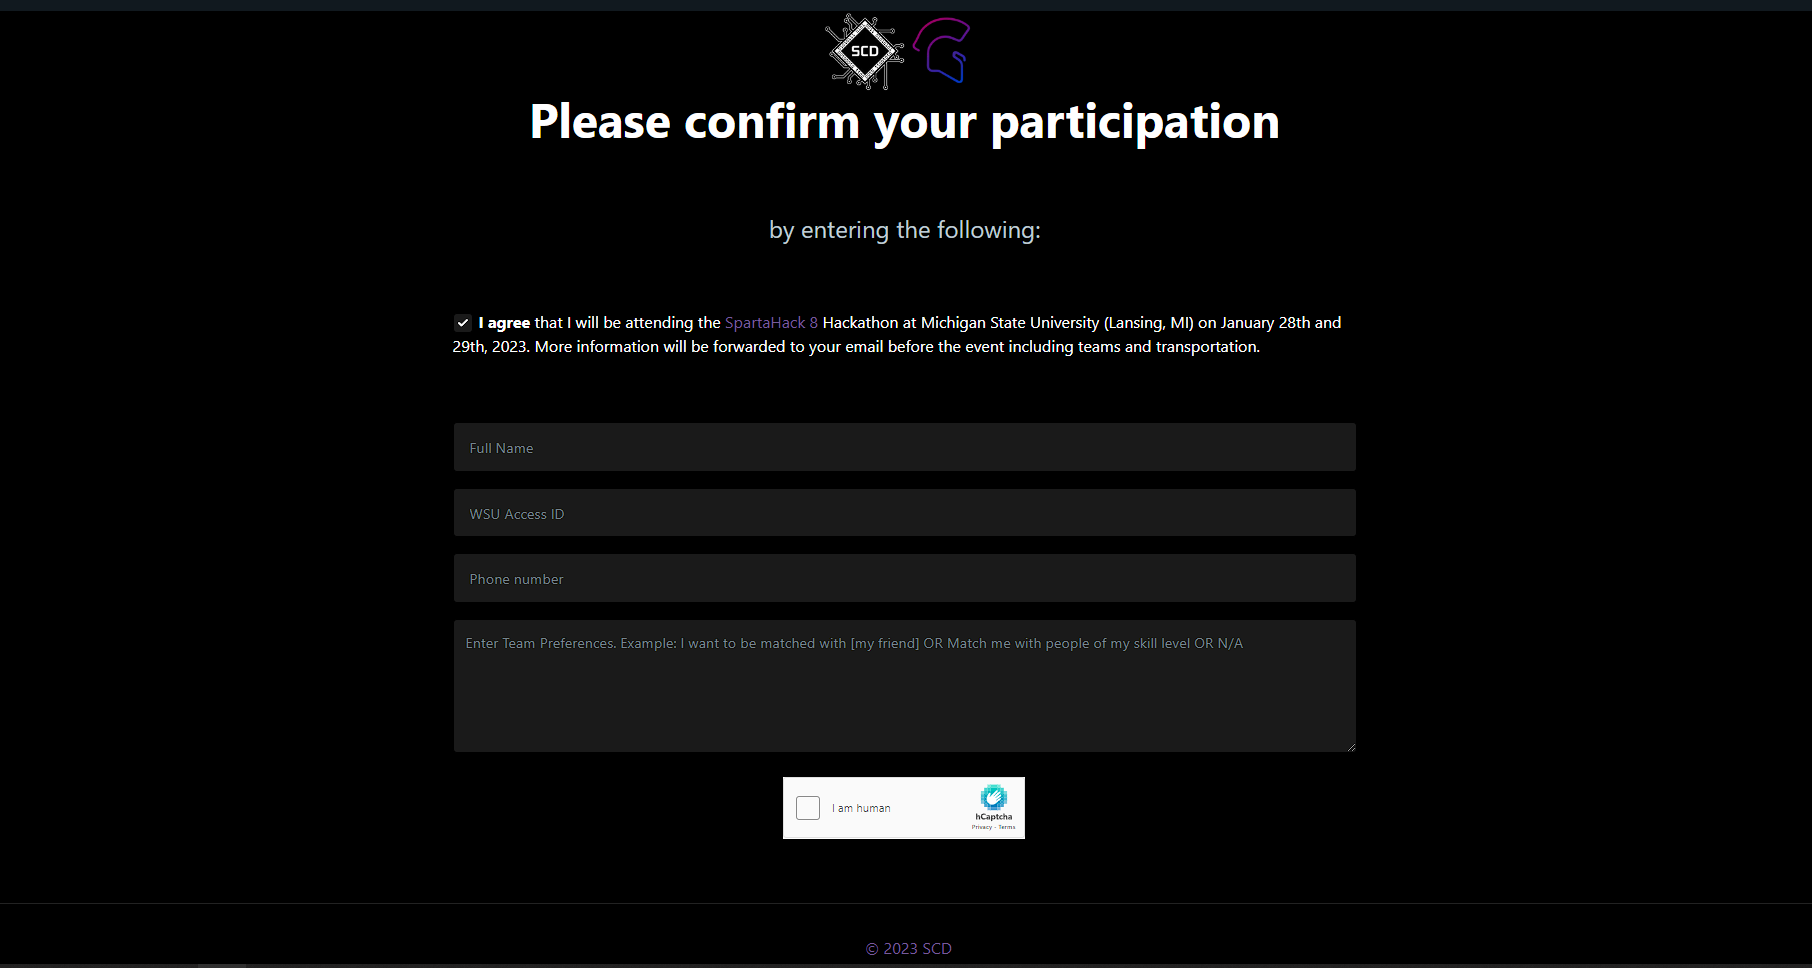 SCD
Please confirm your participation
by entering the following:
I agree that I will be attending the SpartaHack 8 Hackathon at Michigan State University (Lansing, MI) on January 28th and
29th, 2023. More information will be forwarded to your email before the event including teams and transportation.
Full Name
WSU Access ID
Phone number
Enter Team Preferences. Example: I want to be matched with [my friend] OR Match me with people of my skill level OR N/A
I am human
hCaptcha
Privacy - Terms
© 2023 SCD